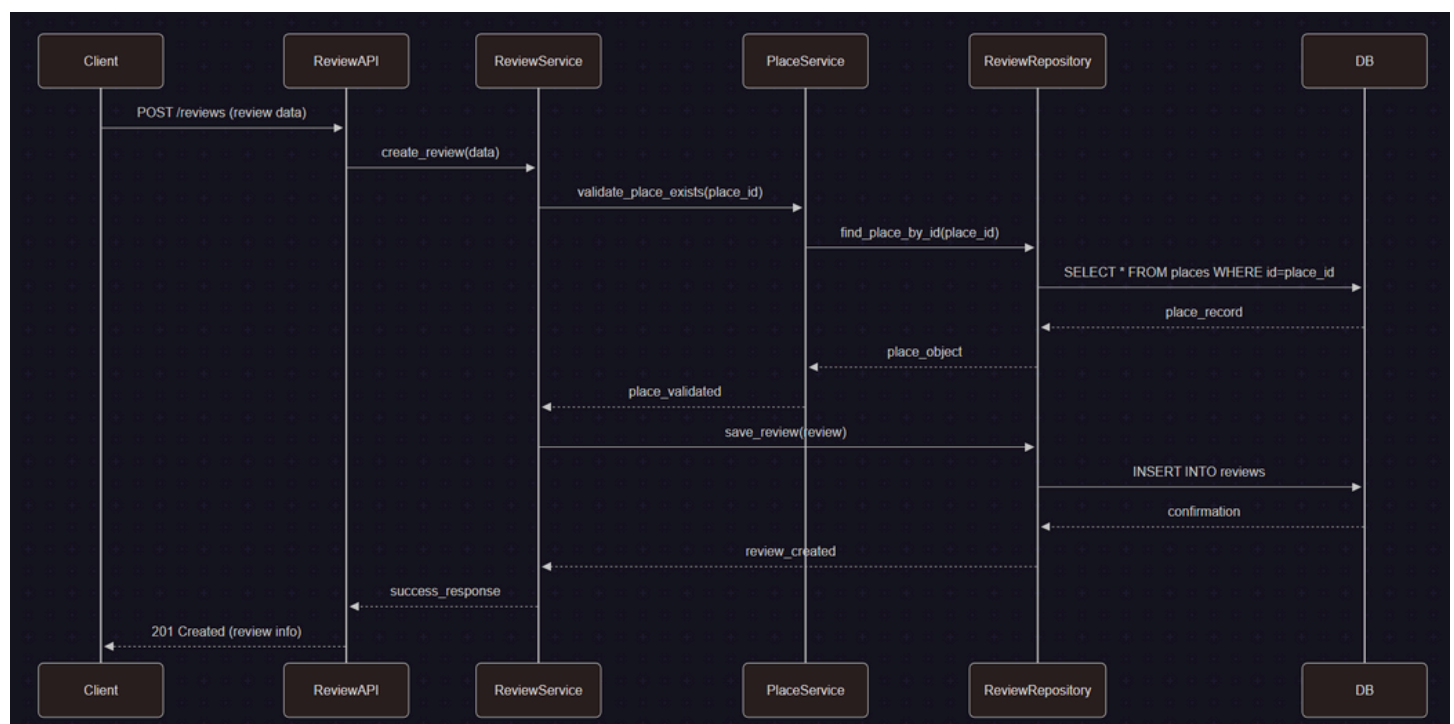 Client
ReviewAPI
ReviewService
PlaceService
ReviewRepository
DB
POST /reviews (review data)
create_review(data)
validate_place_exists(place_id)
find_place_by_id(place_id)
SELECT * FROM places WHERE id=place_id
place_record
place_object
place_validated
save_review(review)
INSERT INTO reviews
confirmation
review_created
success_response
201 Created (review info)
Client
ReviewAPI
ReviewService
PlaceService
ReviewRepository
DB